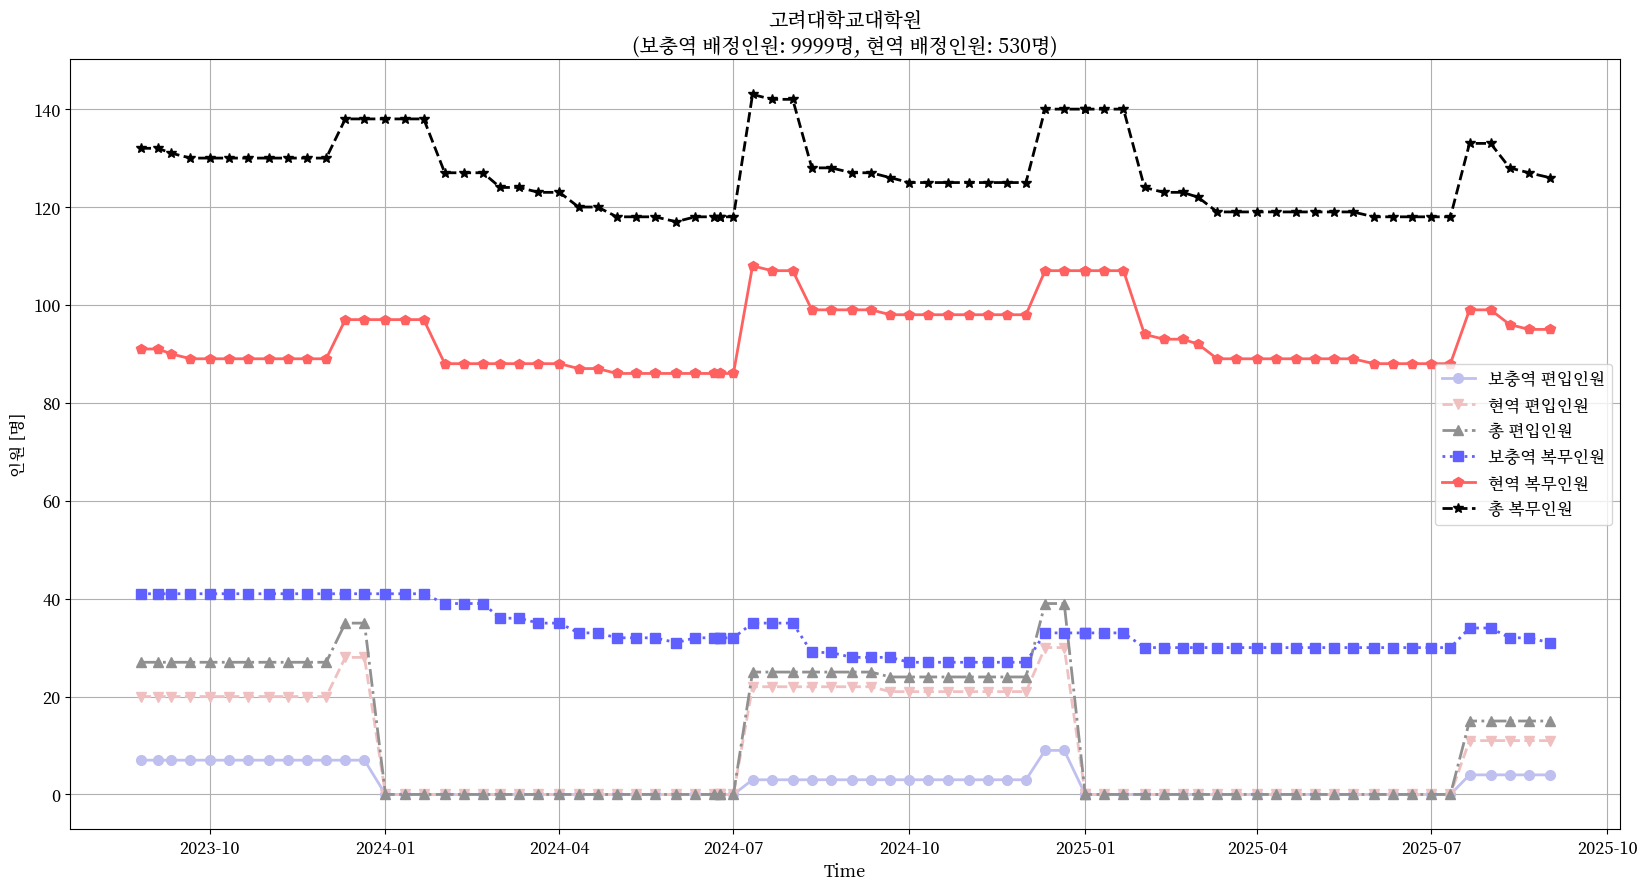 고려대학교대학원
(보충역 배정인원: 9999명, 현역 배정인원: 530명)
140
120
100
80
60
40
20
0
인원 [명]
보충역 편입인원
현역 편입인원
총 편입인원
보충역 복무인원
현역 복무인원
총 복무인원
2023-10 2024-01 2024-04 2024-07 2024-10 2025-01 2025-04 2025-07 2025-10
Time